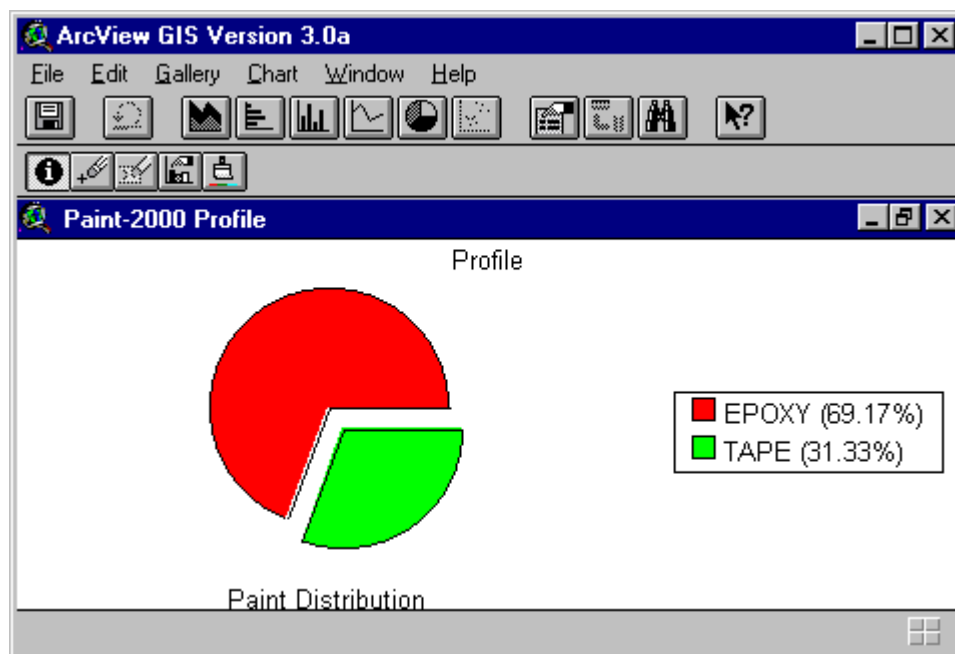 ArcView GIS Version 3.0a
File Edit Gallery Chart Window Help
Paint-2000 Profile
Profile
EPOXY (69.17%)
TAPE (31.33%)
Paint Distribution